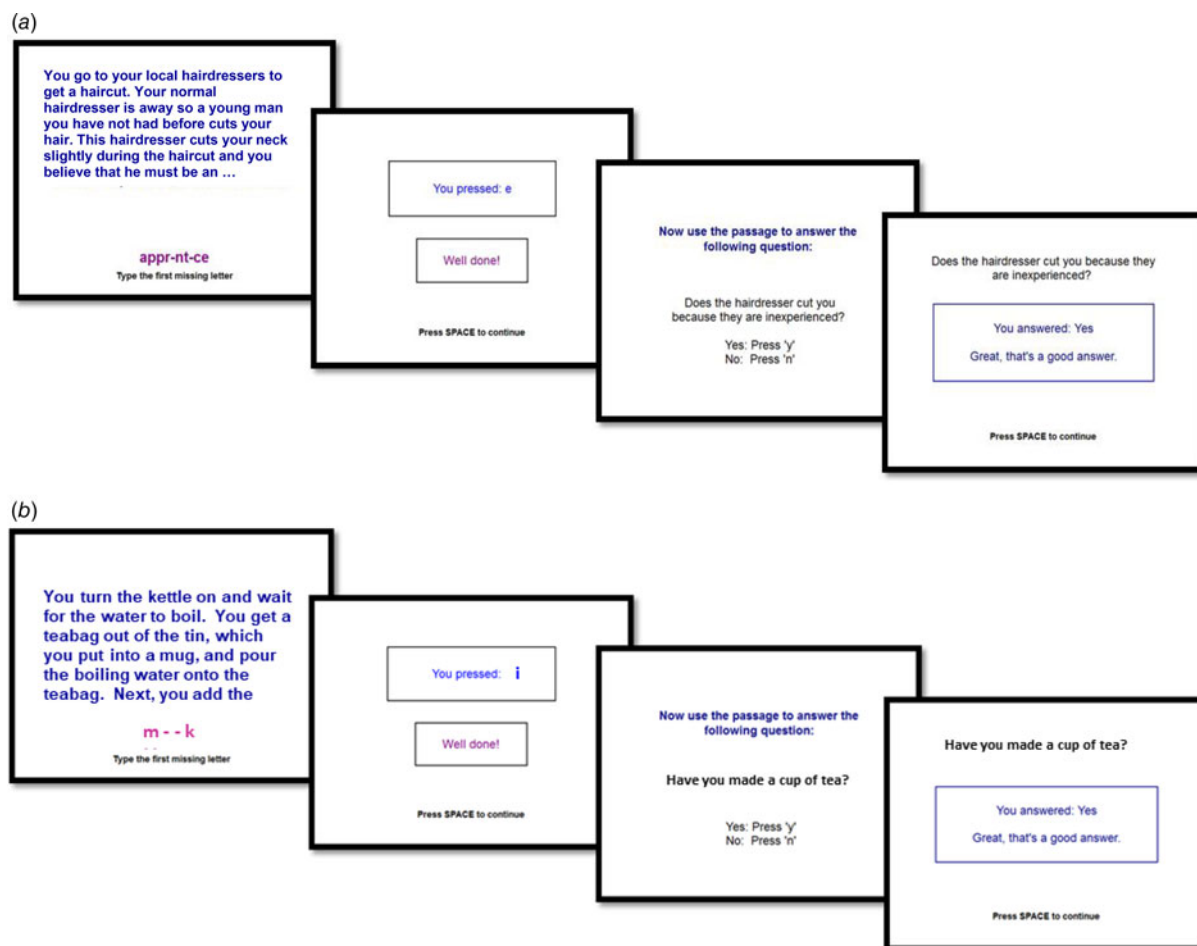 (a)
You go to your local hairdressers to
get a haircut. Your normal
hairdresser is away so a young man
you have not had before cuts your
hair. This hairdresser cuts your neck
slightly during the haircut and you
believe that he must be an ...
appr-nt-ce
Type the first missing letter
You pressed: e
Well done!
Press SPACE to continue
Now use the passage to answer the
following question:
Does the hairdresser cut you
because they are inexperienced?
Yes: Press 'y'
No: Press 'n'
Does the hairdresser cut you because they
are inexperienced?
You answered: Yes
Great, that's a good answer.
Press SPACE to continue
(b)
You turn the kettle on and wait
for the water to boil. You get a
teabag out of the tin, which
you put into a mug, and pour
the boiling water onto the
teabag. Next, you add the
m - - k
Type the first missing letter
You pressed: i
Well done!
Press SPACE to continue
Now use the passage to answer the
following question:
Have you made a cup of tea?
Yes: Press 'y'
No: Press 'n'
Have you made a cup of tea?
You answered: Yes
Great, that's a good answer.
Press SPACE to continue